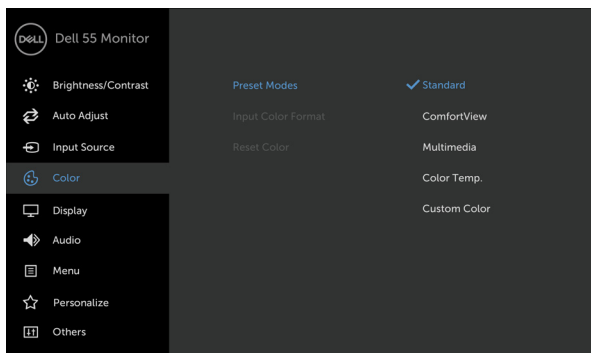 DELL Dell 55 Monitor
Brightness/Contrast
Auto Adjust
Input Source
Color
Display
Audio
Menu
Personalize
Others
Preset Modes
Input Color Format
Reset Color
Standard
ComfortView
Multimedia
Color Temp.
Custom Color